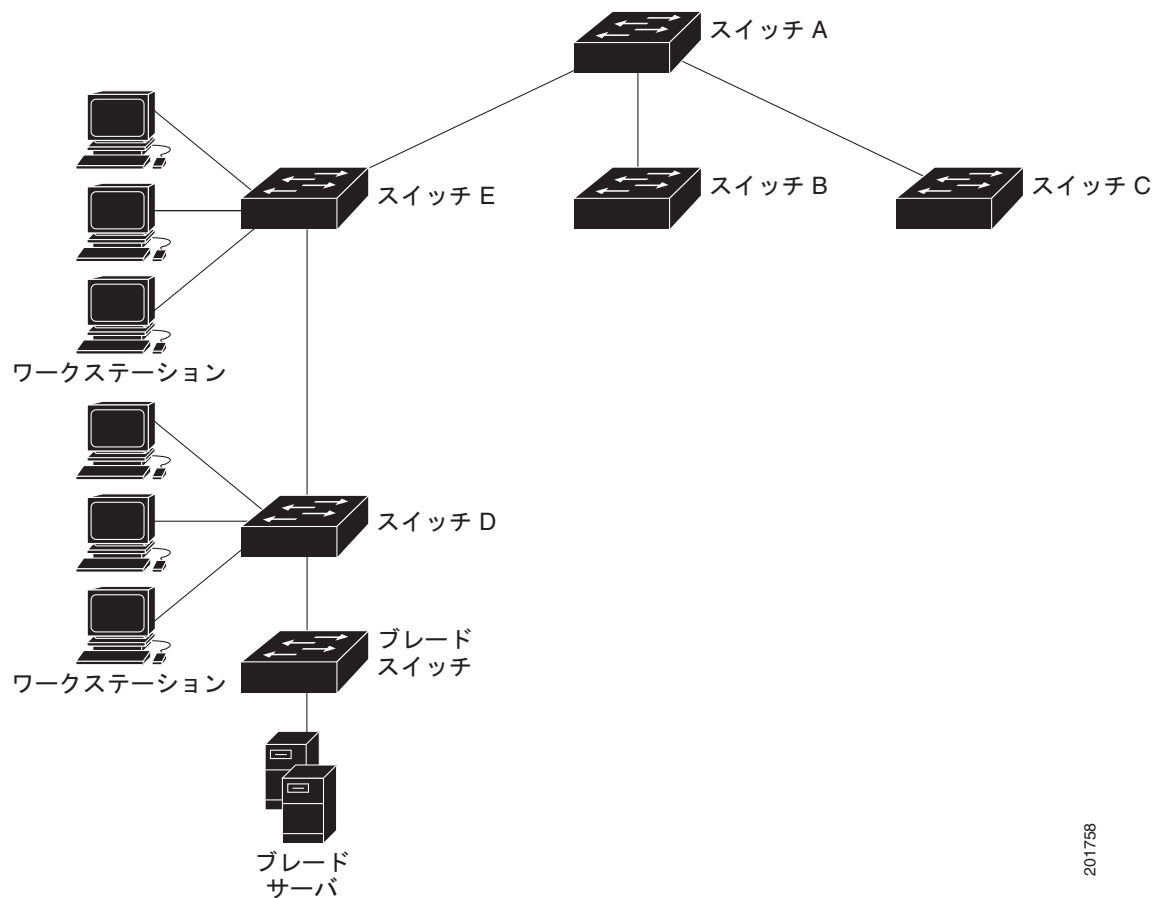 スイッチ A
スイッチ E
スイッチ B
スイッチ C
ワークステーション
スイッチ D
ブレード
スイッチ
ワークステーション
ブレード
サーバ
201758